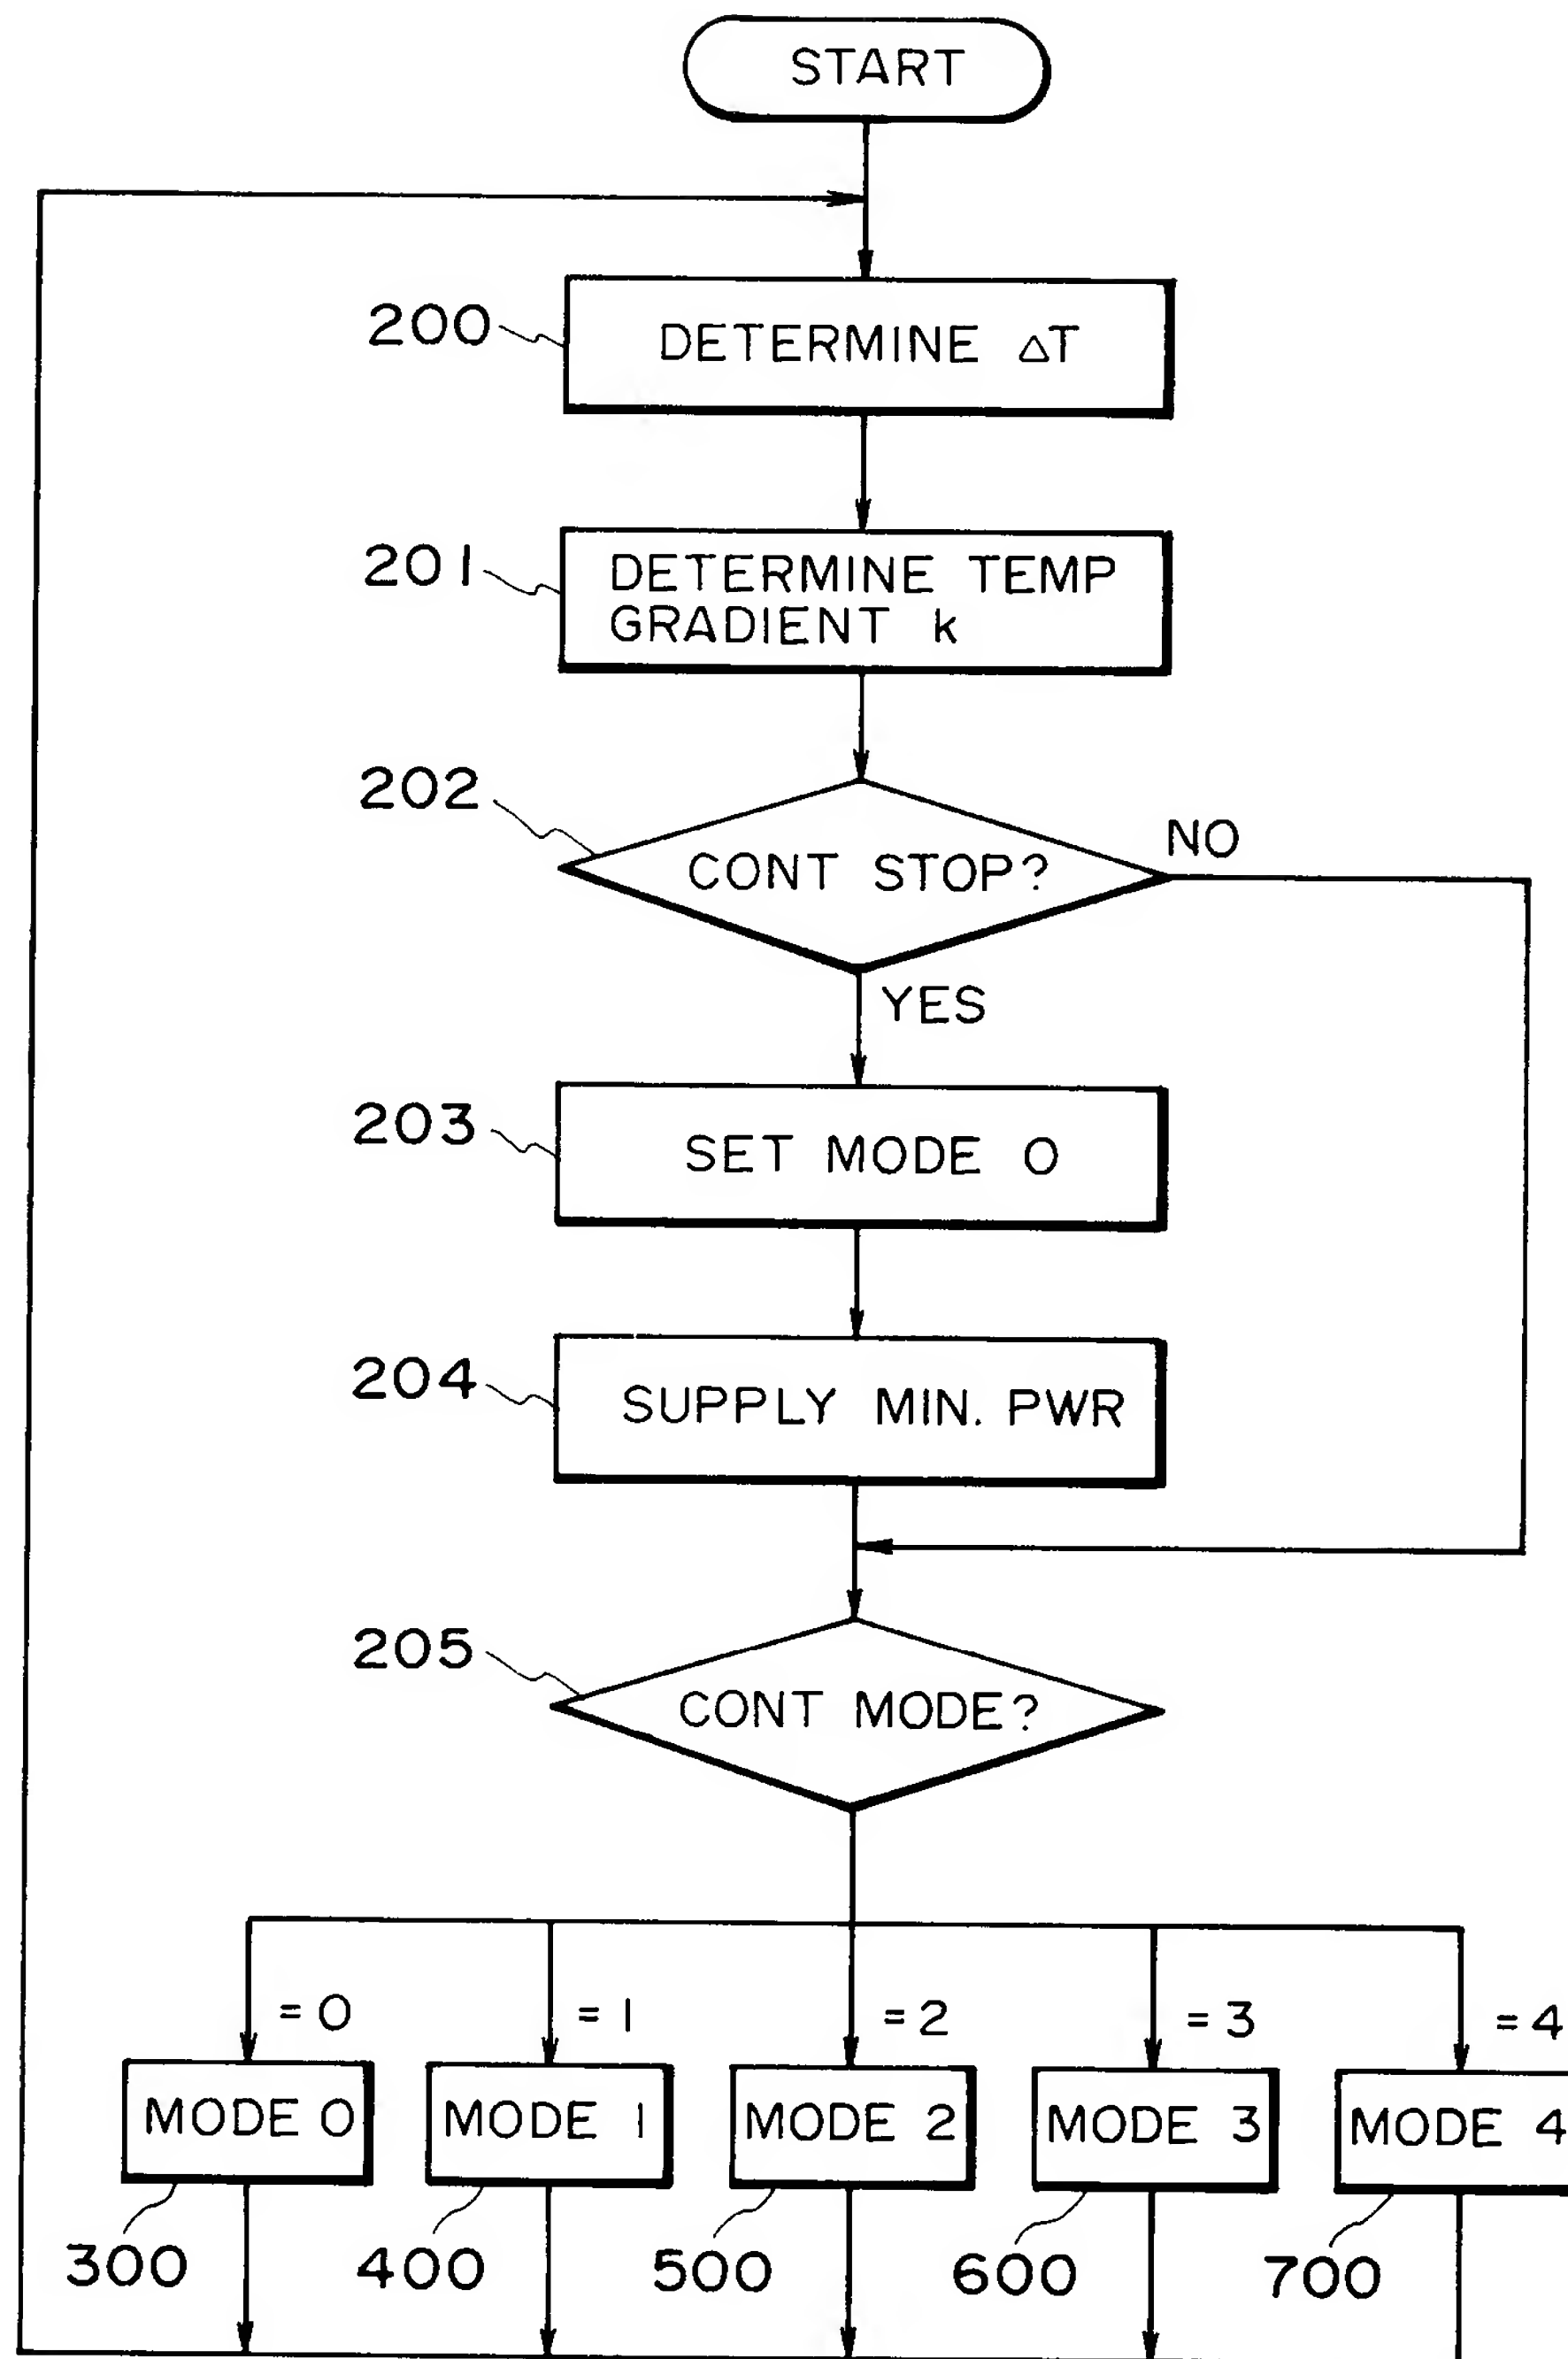 START
200
DETERMINE ΔT
201
DETERMINE TEMP
GRADIENT k
202
CONT STOP?
NO
YES
203
SET MODE 0
204
SUPPLY MIN. PWR
205
CONT MODE?
=0
=1
=2
=3
=4
MODE 0
MODE 1
MODE 2
MODE 3
MODE 4
300
400
500
600
700